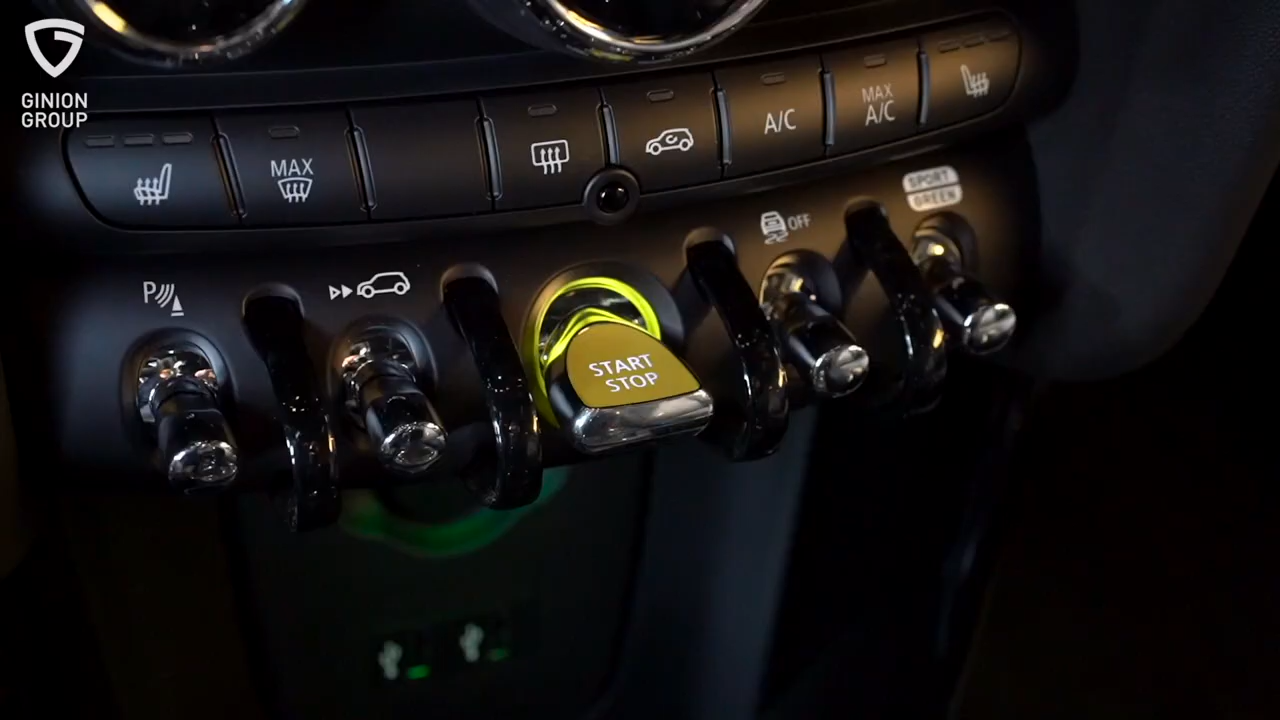 GINION
GROUP
MAX
A/C
MAX
A/C
P
OFF
SPORT
GREEN
START
STOP